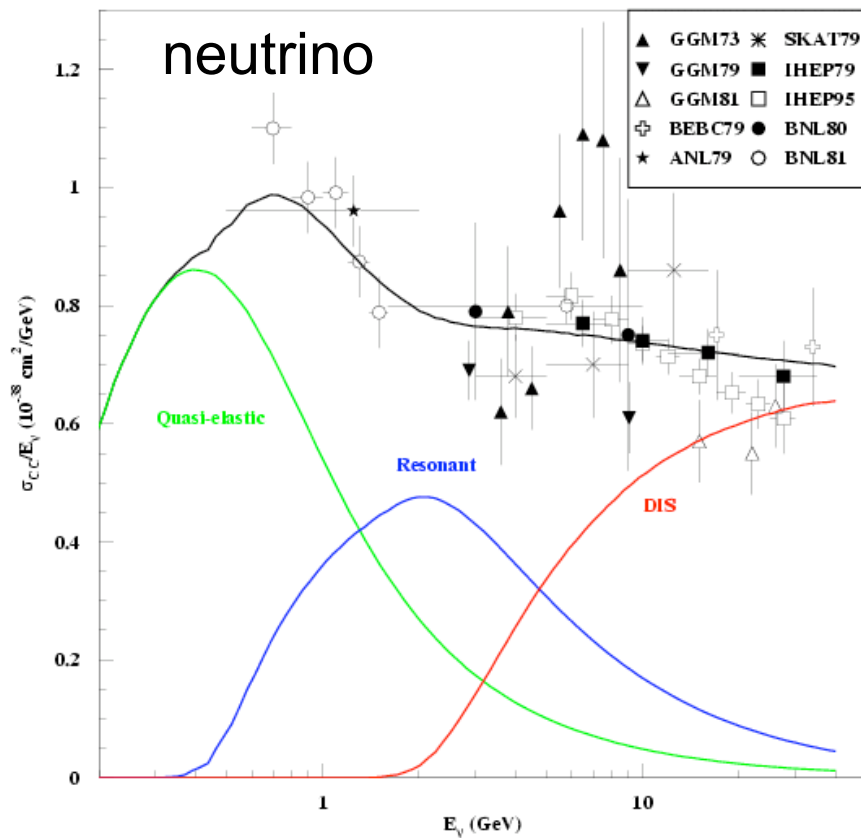 neutrino
GGM73 SKAT79
GGM79 IHEP79
GGM81 IHEP95
BEBC79 BNL80
ANL79 BNL81
1.2
1
0.8
0.6
0.4
0.2
0
σCC/Eν (10⁻³⁸ cm²/GeV)
Quasi-elastic
Resonant
DIS
1 10
Eν (GeV)